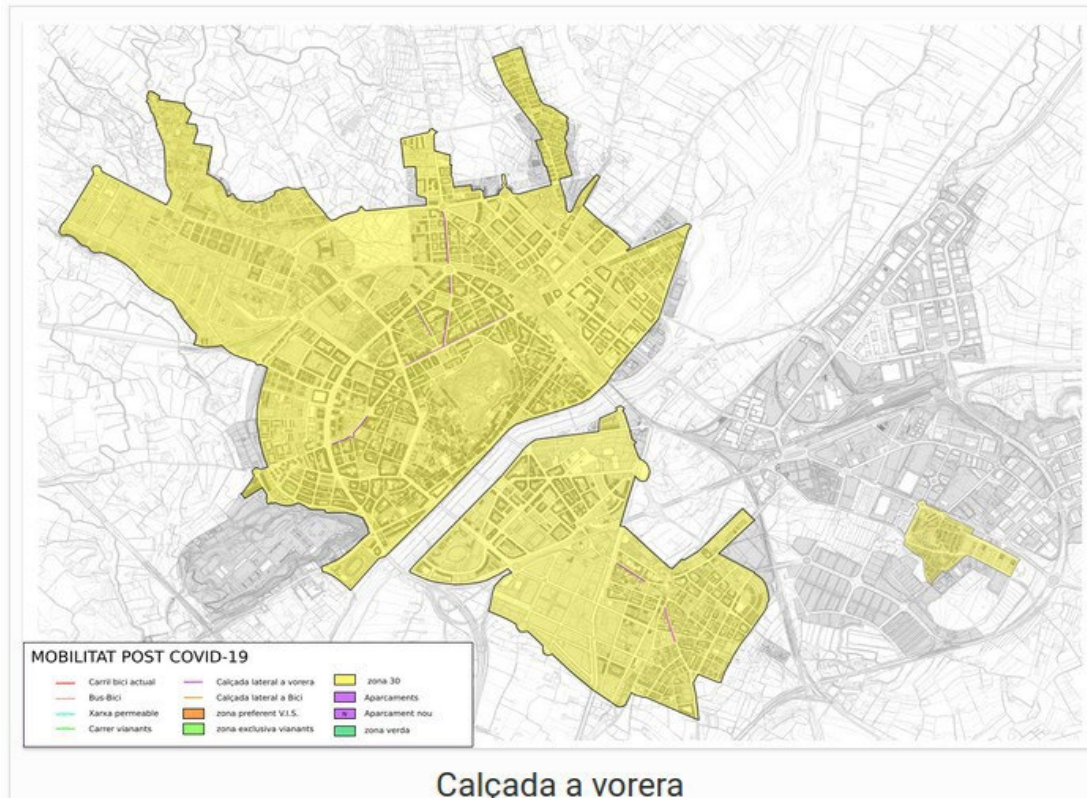 MOBILITAT POST COVID-19
Carril bici actual
Bus-Bici
Xarxa permeable
Carrer vianants
Calçada lateral a vorera
Calçada lateral a Bici
zona preferent V.I.S.
zona exclusiva vianants
zona 30
Aparcaments
N Aparcament nou
zona verda
Calçada a vorera